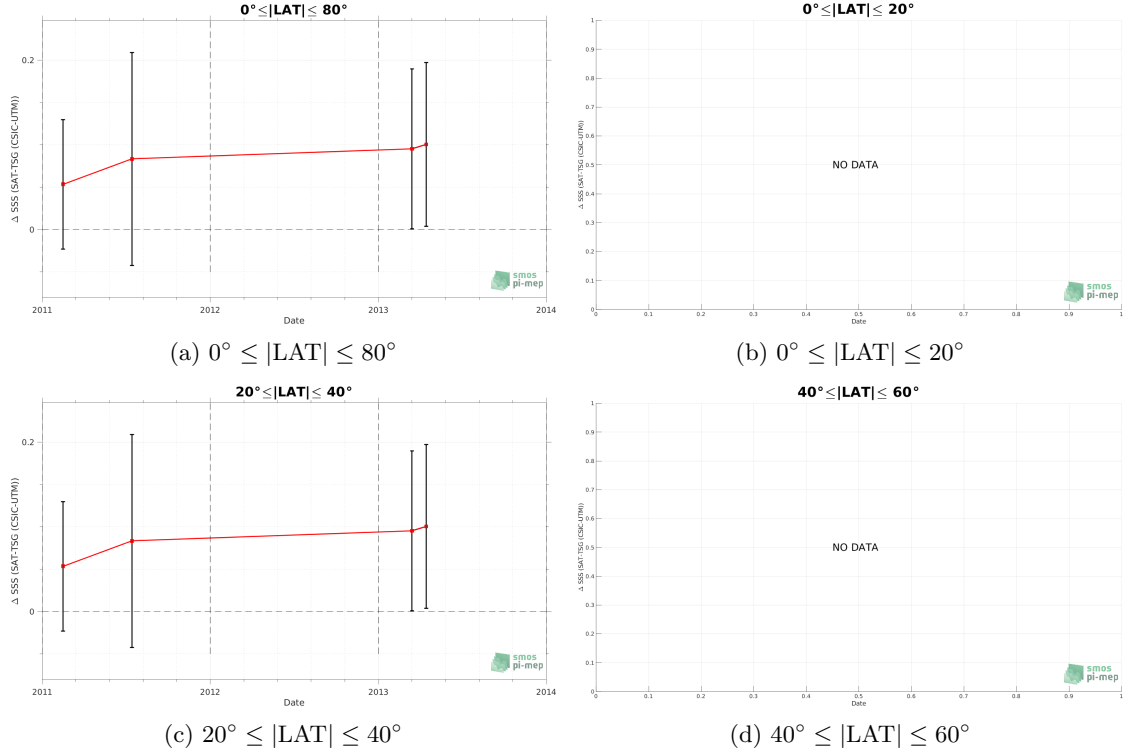 0°≤|LAT|≤ 80°
Δ SSS (SAT-TSG (CSIC-UTM))
0.2
0
2011 2012 2013 2014
Date
smos
pi-mep
(a) 0° ≤ |LAT| ≤ 80°
0°≤|LAT|≤ 20°
Δ SSS (SAT-TSG (CSIC-UTM))
1
0.9
0.8
0.7
0.6
0.5
0.4
0.3
0.2
0.1
0
NO DATA
0 0.1 0.2 0.3 0.4 0.5 0.6 0.7 0.8 0.9 1
Date
smos
pi-mep
(b) 0° ≤ |LAT| ≤ 20°
20°≤|LAT|≤ 40°
Δ SSS (SAT-TSG (CSIC-UTM))
0.2
0
2011 2012 2013 2014
Date
smos
pi-mep
(c) 20° ≤ |LAT| ≤ 40°
40°≤|LAT|≤ 60°
Δ SSS (SAT-TSG (CSIC-UTM))
1
0.9
0.8
0.7
0.6
0.5
0.4
0.3
0.2
0.1
0
NO DATA
0 0.1 0.2 0.3 0.4 0.5 0.6 0.7 0.8 0.9 1
Date
smos
pi-mep
(d) 40° ≤ |LAT| ≤ 60°